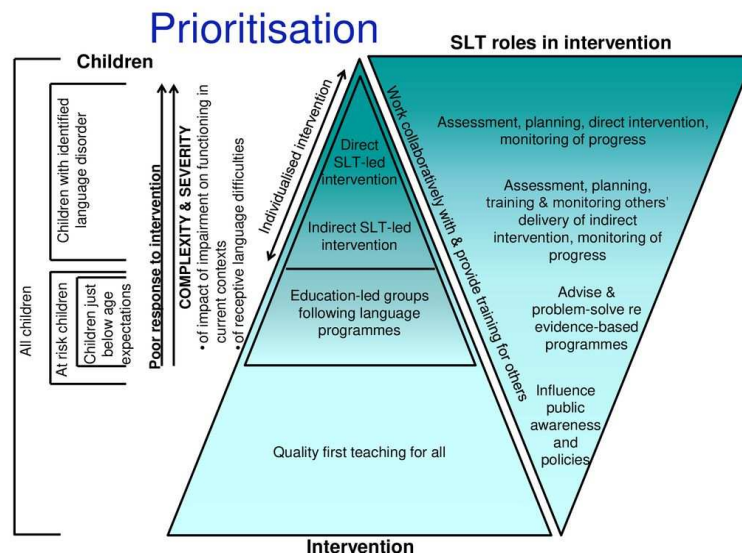 Prioritisation
Children
SLT roles in intervention
All children
Children with identified
language disorder
At risk children
Children just
below age
expectations
Poor response to intervention
COMPLEXITY & SEVERITY
• of impact of impairment on functioning in
current contexts
• of receptive language difficulties
Individualised intervention
Direct
SLT-led
intervention
Indirect SLT-led
intervention
Education-led groups
following language
programmes
Quality first teaching for all
Intervention
Work collaboratively with & provide training for others
Assessment, planning, direct intervention,
monitoring of progress
Assessment, planning,
training & monitoring others'
delivery of indirect
intervention, monitoring of
progress
Advise &
problem-solve re
evidence-based
programmes
Influence
public
awareness
and
policies